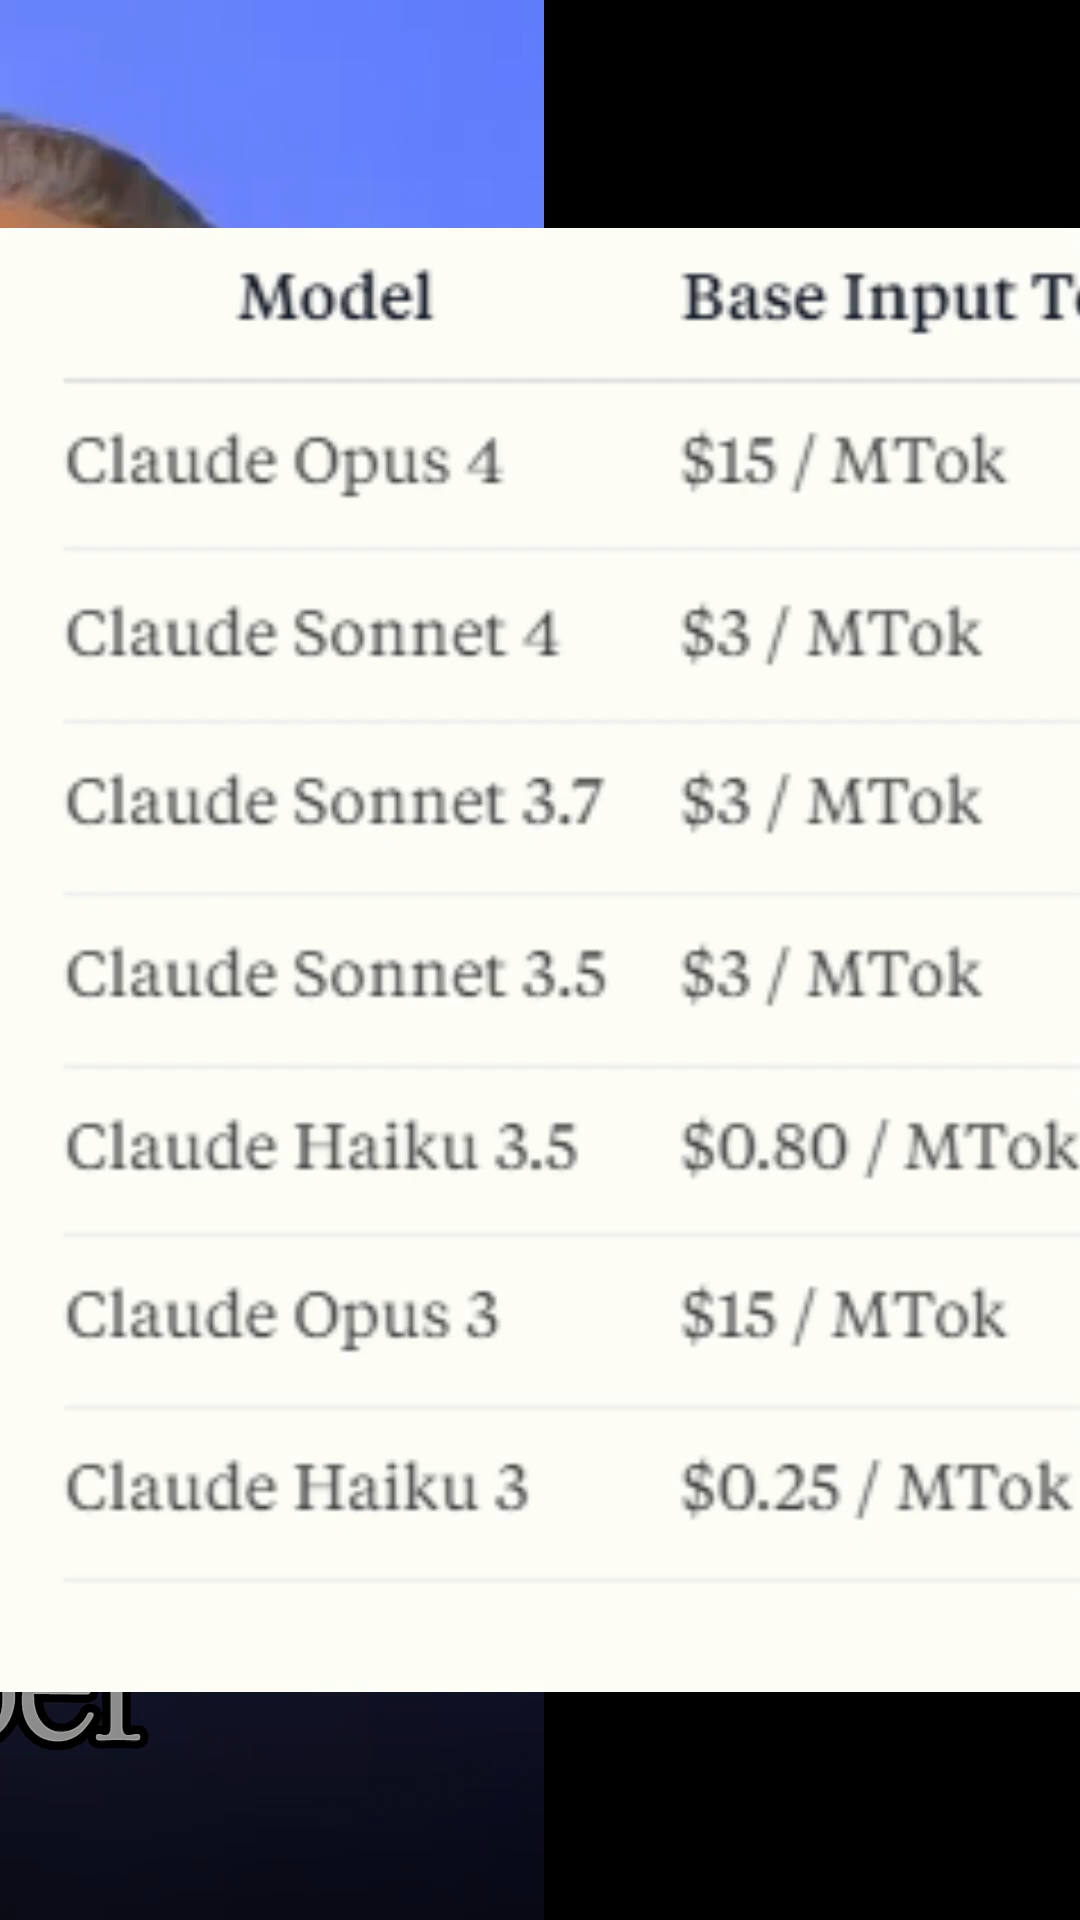 Model Base Input T
Claude Opus 4 $15 / MTok
Claude Sonnet 4 $3 / MTok
Claude Sonnet 3.7 $3 / MTok
Claude Sonnet 3.5 $3 / MTok
Claude Haiku 3.5 $0.80 / MTok
Claude Opus 3 $15 / MTok
Claude Haiku 3 $0.25 / MTok